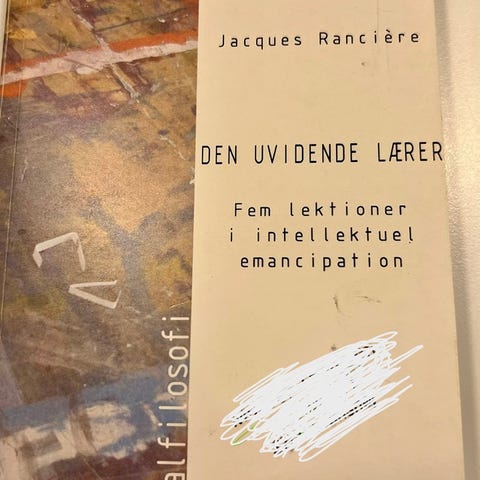 Jacques Rancière
DEN UVIDENDE LÆRER
Fem lektioner
i intellektuel
emancipation
alfilosofi